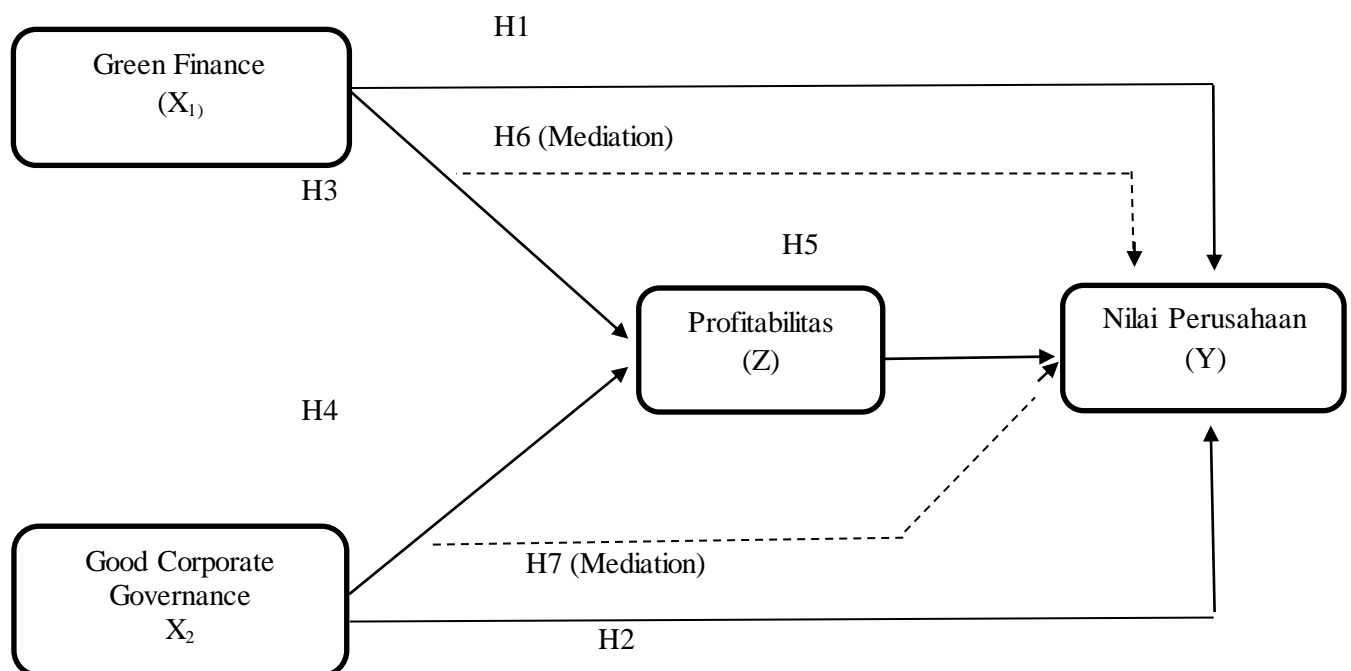 H1
Green Finance
(X₁₎
H6 (Mediation)
H3
H5
Profitabilitas
(Z)
Nilai Perusahaan
(Y)
H4
Good Corporate
Governance
X₂
H7 (Mediation)
H2